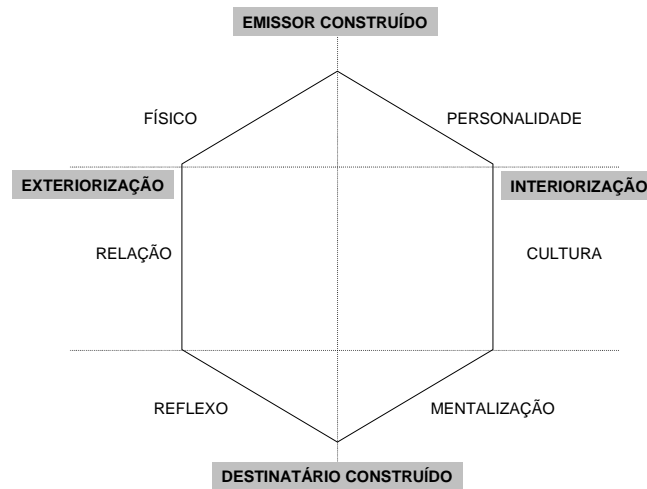 EMISSOR CONSTRUÍDO
FÍSICO
PERSONALIDADE
EXTERIORIZAÇÃO
INTERIORIZAÇÃO
RELAÇÃO
CULTURA
REFLEXO
MENTALIZAÇÃO
DESTINATÁRIO CONSTRUÍDO